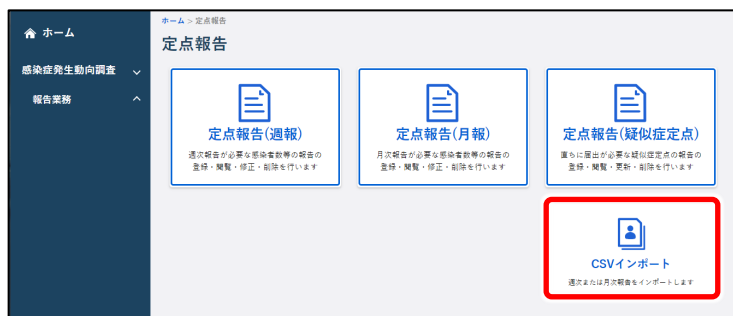 ホーム
感染症発生動向調査
報告業務
ホーム > 定点報告
定点報告
定点報告(週報)
週次報告が必要な感染者数等の報告の
登録・閲覧・修正・削除を行います
定点報告(月報)
月次報告が必要な感染者数等の報告の
登録・閲覧・修正・削除を行います
定点報告(疑似症定点)
直ちに届出が必要な疑似症定点の報告の
登録・閲覧・更新・削除を行います
CSVインポート
週次または月次報告をインポートします